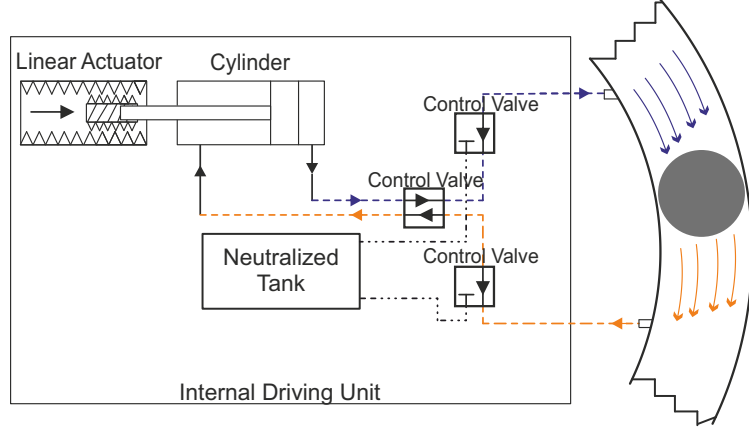 Linear Actuator
Cylinder
Control Valve
Control Valve
Neutralized
Tank
Control Valve
Internal Driving Unit